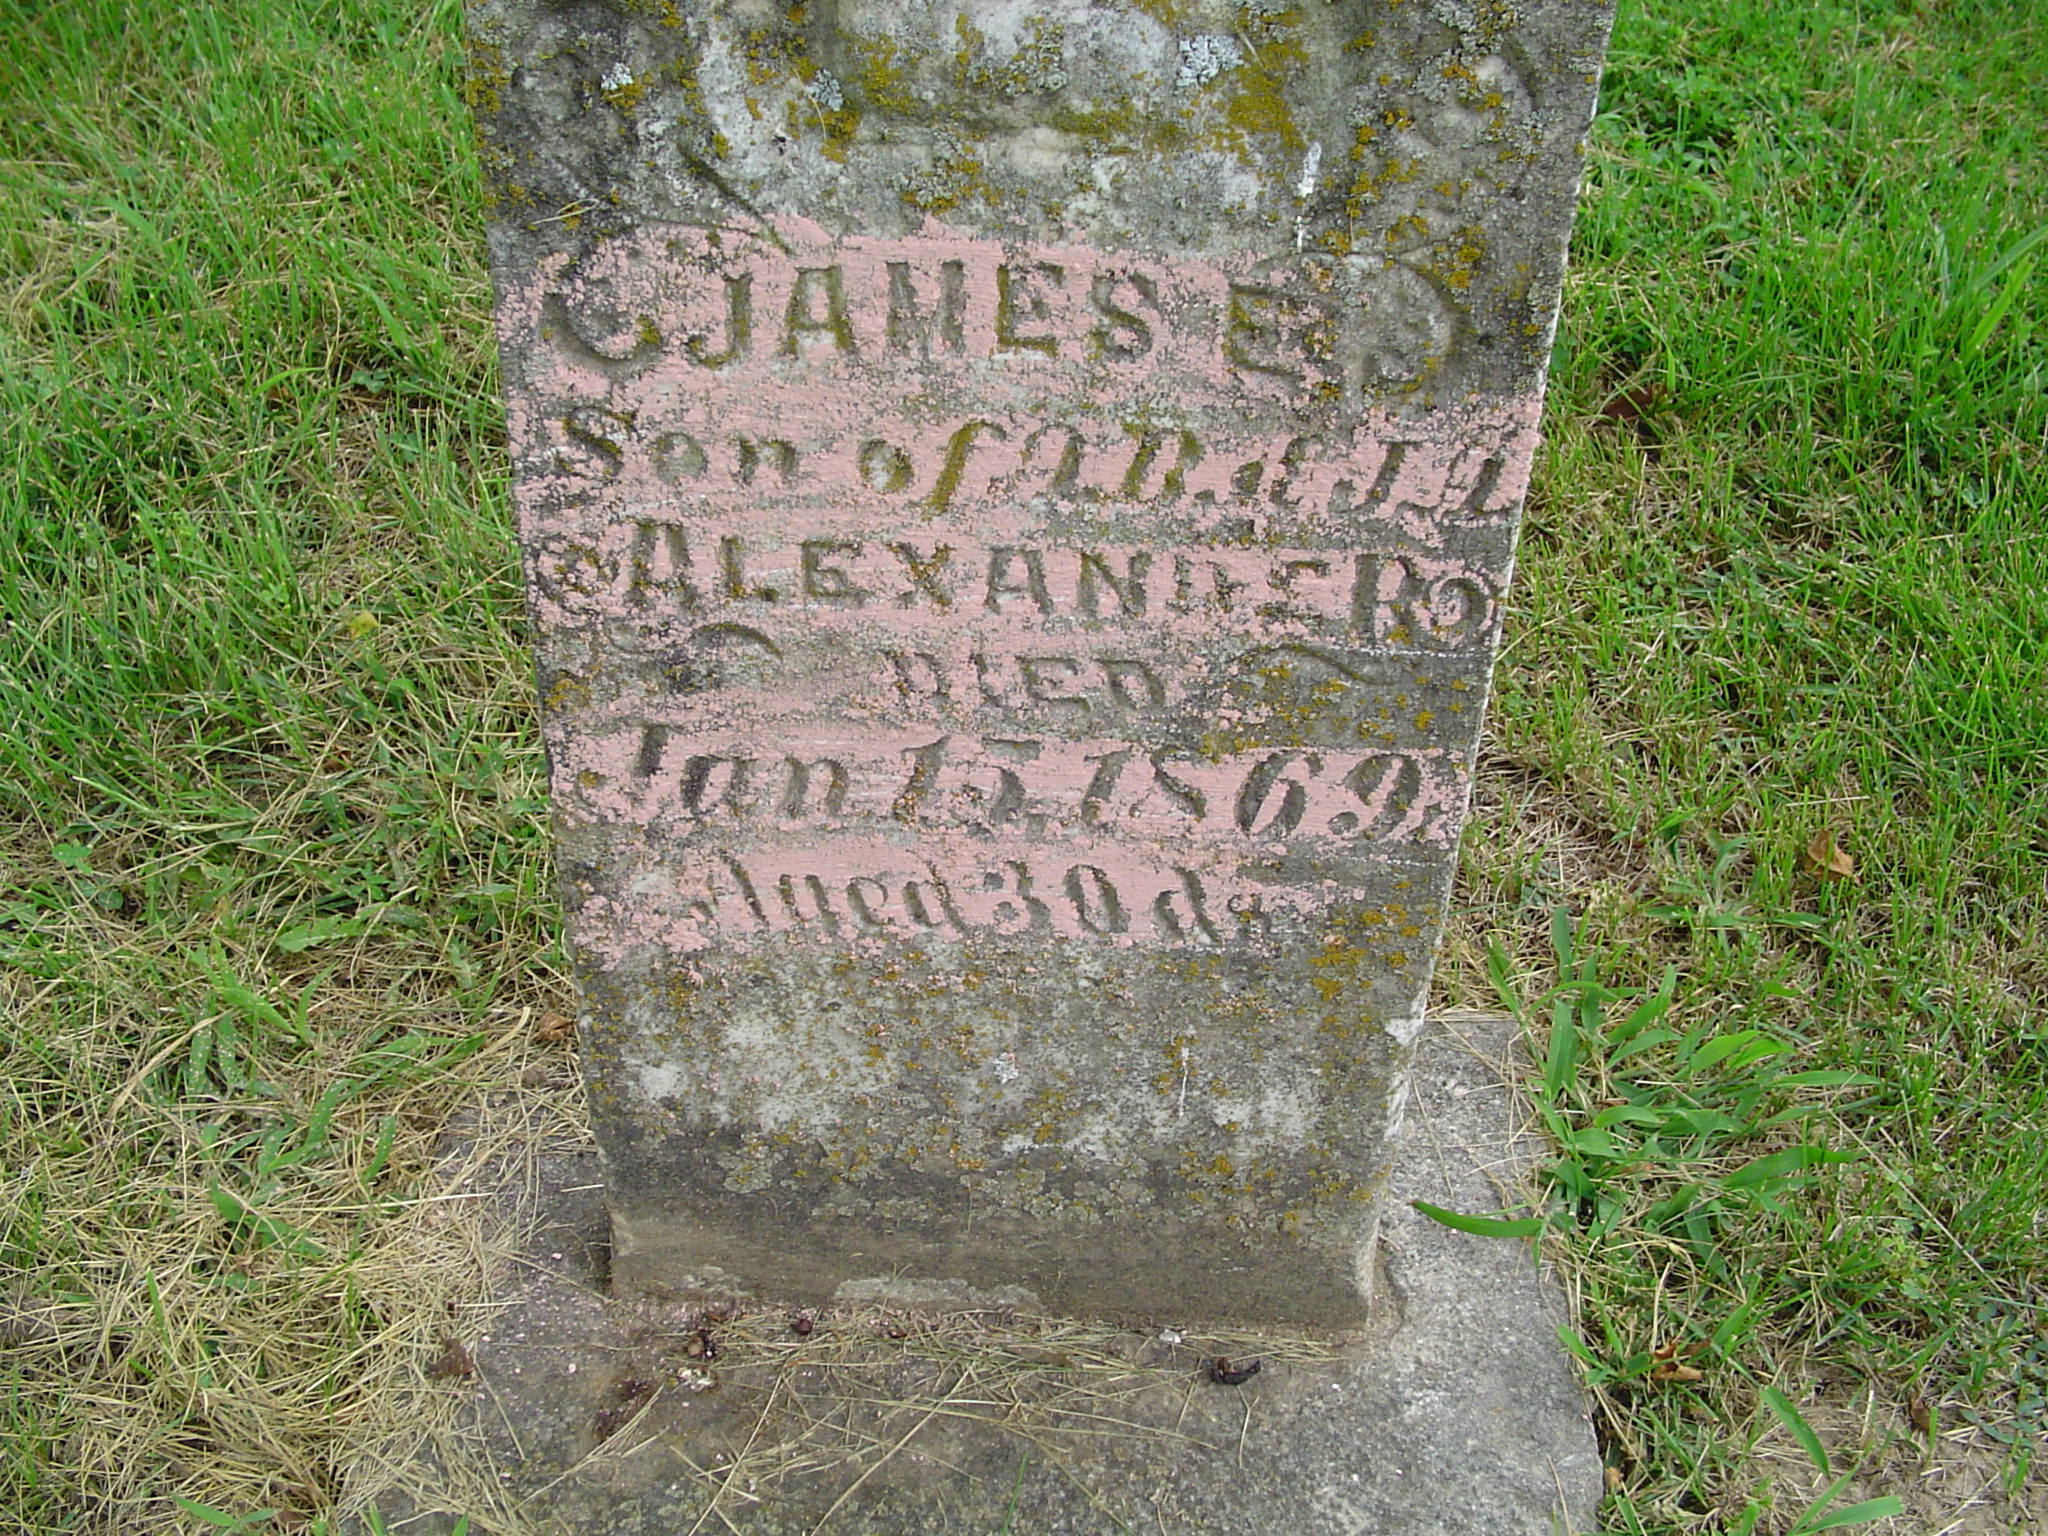 JAMES E
Son of
ALEXANDER
DIED
Jan 15, 1869.
Aged 30 ds